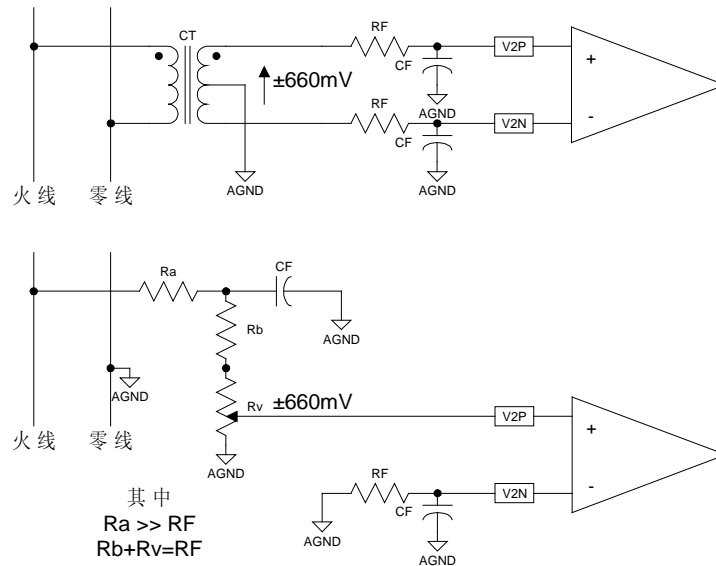 CT
RF
V2P
CF
±660mV
+
AGND
RF
V2N
CF
-
AGND
AGND
火线
零线
Ra
CF
AGND
Rb
AGND
Rv
±660mV
V2P
+
火线
零线
AGND
RF
V2N
CF
-
其中
Ra >> RF
Rb+Rv=RF
AGND
AGND